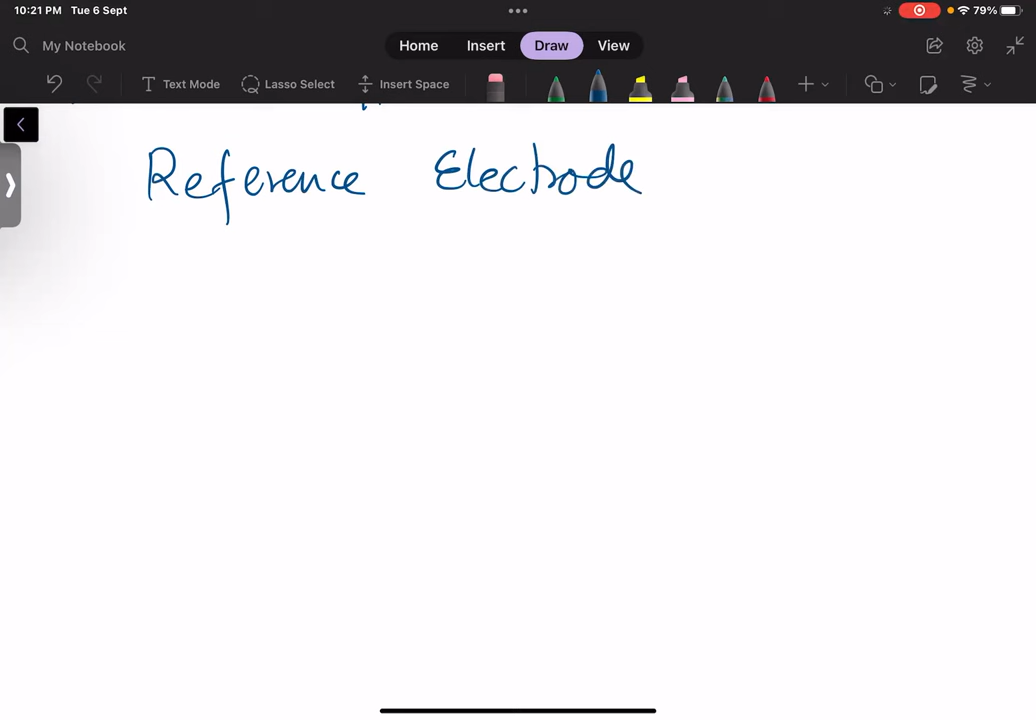 10:21 PM Tue 6 Sept 79%
My Notebook Home Insert Draw View
Text Mode Lasso Select Insert Space
Reference Electrode